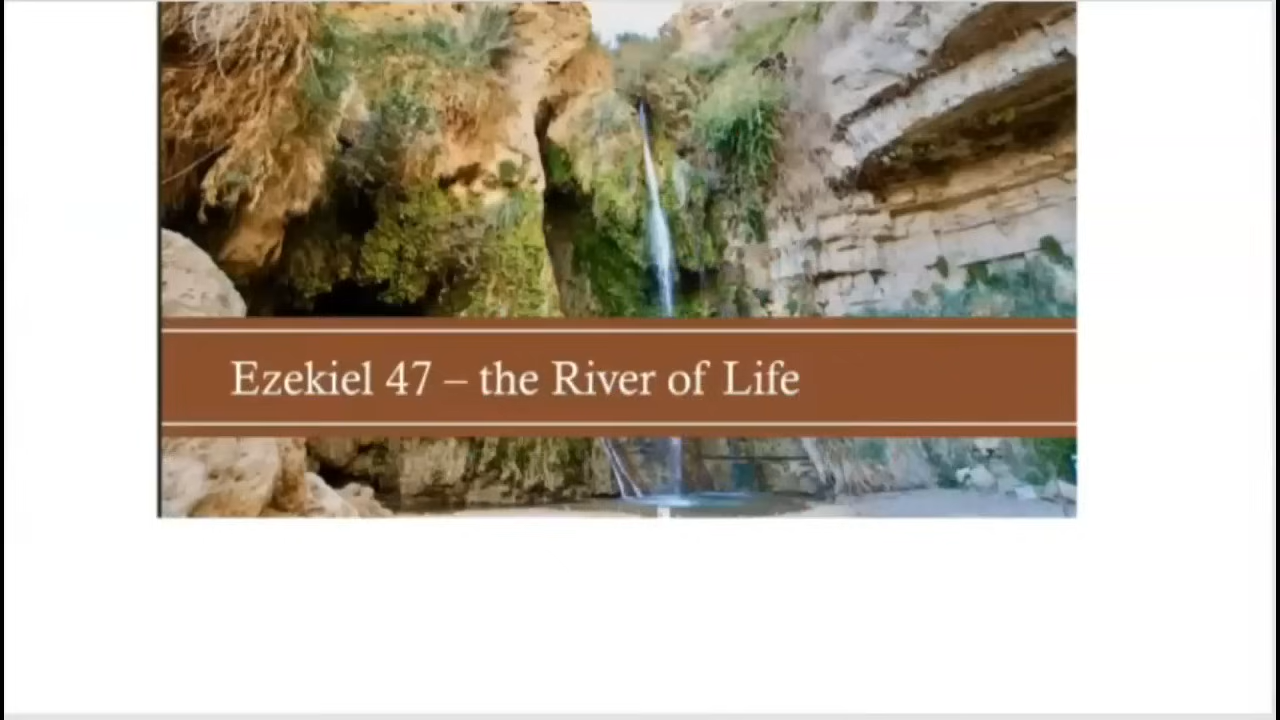 Ezekiel 47 – the River of Life